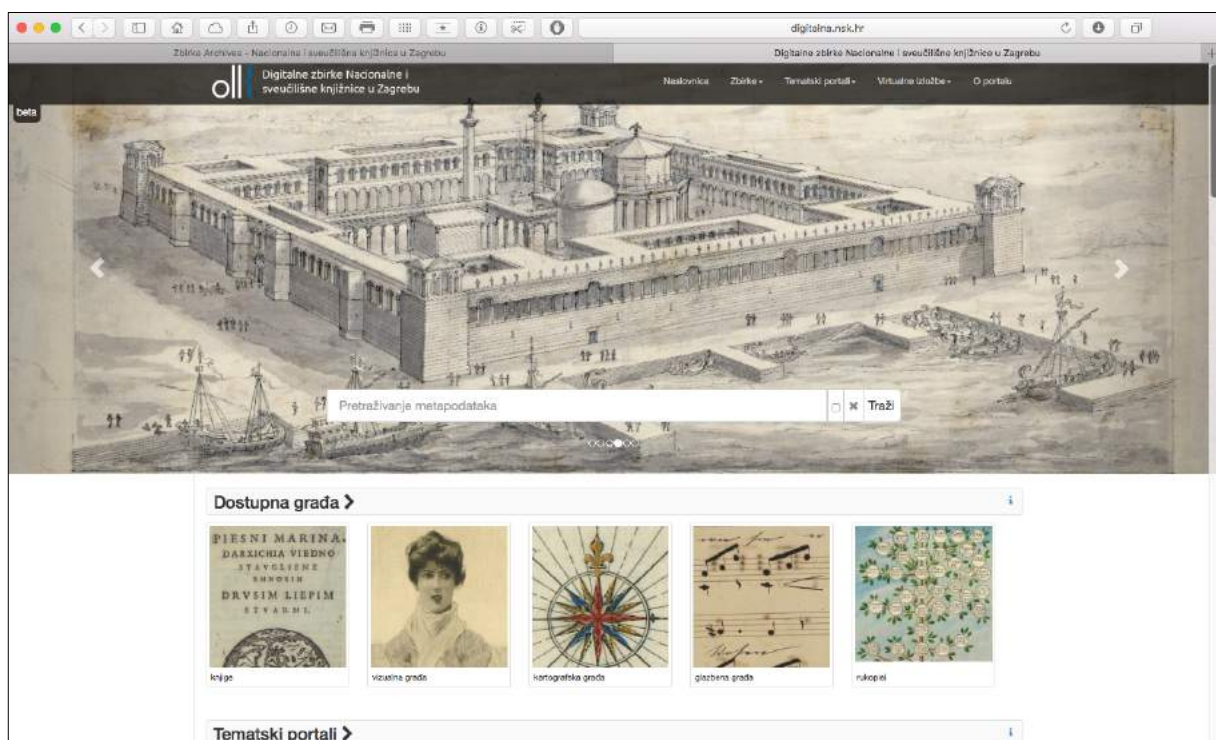 digitalna.nsk.hr
Zbirke Archives - Nacionalna i sveučilišna knjižnica u Zagrebu
Digitalne zbirke Nacionalne i sveučilišne knjižnice u Zagrebu
Digitalne zbirke Nacionalne i
sveučilišne knjižnice u Zagrebu
Naslovnica Zbirke Tematski portali Virtualne izložbe O portalu
beta
Pretraživanje metapodataka
Traži
Dostupna građa
PIESNI MARINA
DARXICHIA VIEDNO
STAVGLIENE
DRVSIM LIEPIM
STVARMI.
knjige
vizualna građa
kartografska građa
glazbena građa
rukopisi
Tematski portali